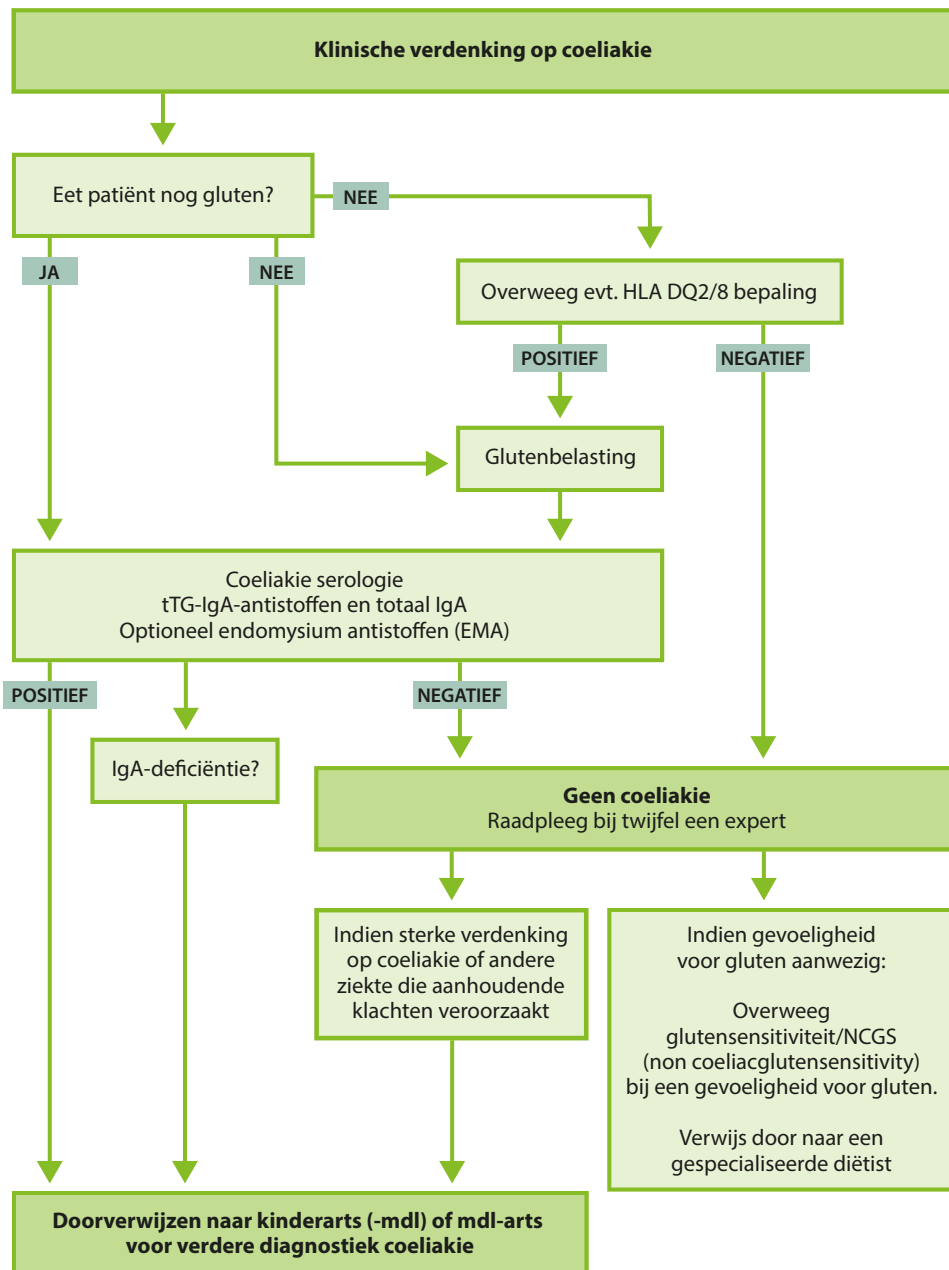 Klinische verdenking op coeliakie
Eet patiënt nog gluten?
NEE
JA
NEE
Overweeg evt. HLA DQ2/8 bepaling
POSITIEF
NEGATIEF
Glutenbelasting
Coeliakie serologie
tTG-IgA-antistoffen en totaal IgA
Optioneel endomysium antistoffen (EMA)
POSITIEF
NEGATIEF
IgA-deficiëntie?
Geen coeliakie
Raadpleeg bij twijfel een expert
Indien sterke verdenking
op coeliakie of andere
ziekte die aanhoudende
klachten veroorzaakt
Indien gevoeligheid
voor gluten aanwezig:
Overweeg
glutensensitiviteit/NCGS
(non coeliacglutensensitivity)
bij een gevoeligheid voor gluten.
Verwijs door naar een
gespecialiseerde diëtist
Doorverwijzen naar kinderarts (-mdl) of mdl-arts
voor verdere diagnostiek coeliakie